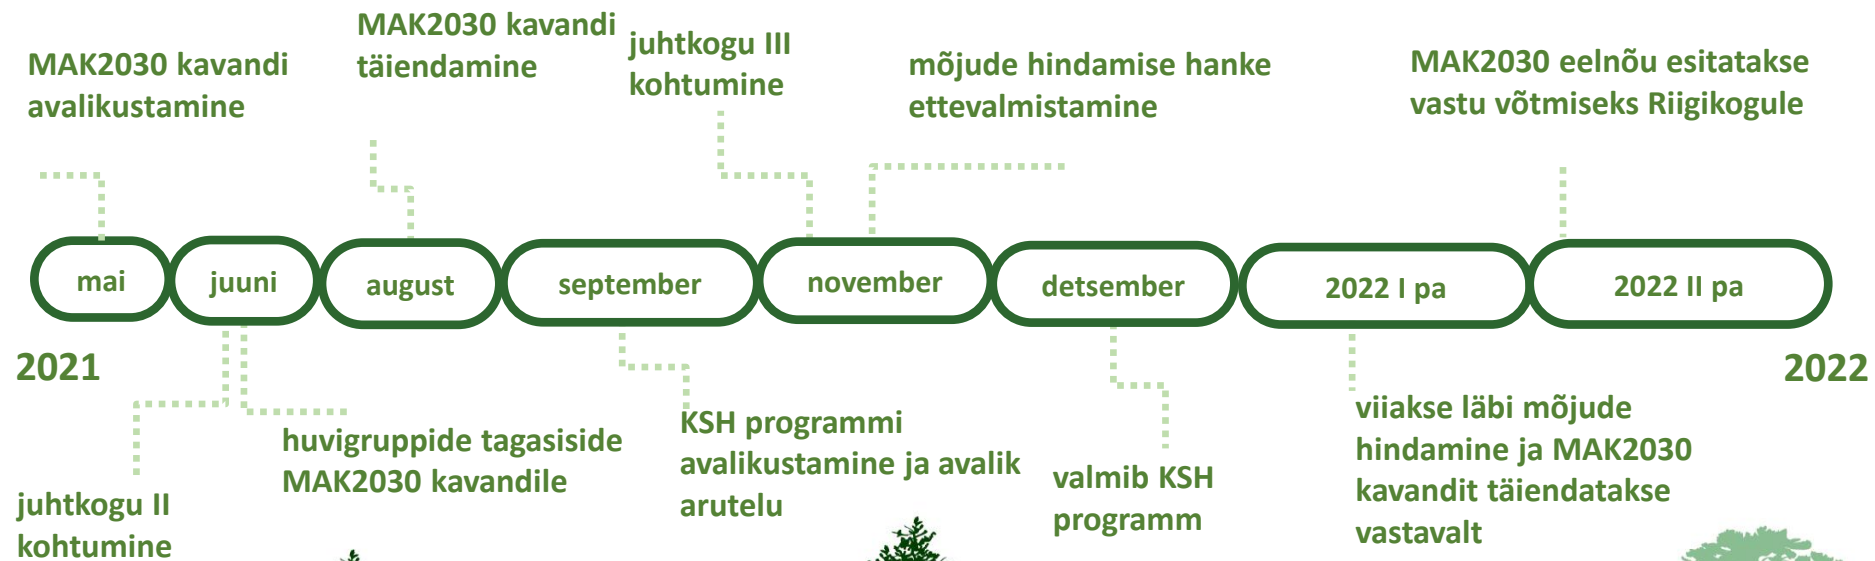 MAK2030 kavandi
avalikustamine
MAK2030 kavandi
täiendamine
juhtkogu III
kohtumine
mõjude hindamise hanke
ettevalmistamine
MAK2030 eelnõu esitatakse
vastu võtmiseks Riigikogule
mai
juuni
august
september
november
detsember
2022 I pa
2022 II pa
2021
2022
juhtkogu II
kohtumine
huvigruppide tagasiside
MAK2030 kavandile
KSH programmi
avalikustamine ja avalik
arutelu
valmib KSH
programm
viiakse läbi mõjude
hindamine ja MAK2030
kavandit täiendatakse
vastavalt